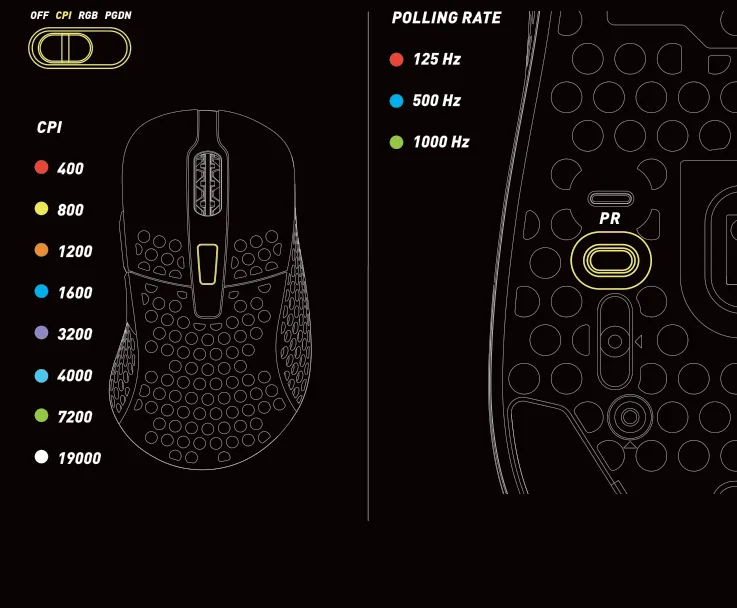 OFF CPI RGB PGDN
CPI
400
800
1200
1600
3200
4000
7200
19000
POLLING RATE
125 Hz
500 Hz
1000 Hz
PR